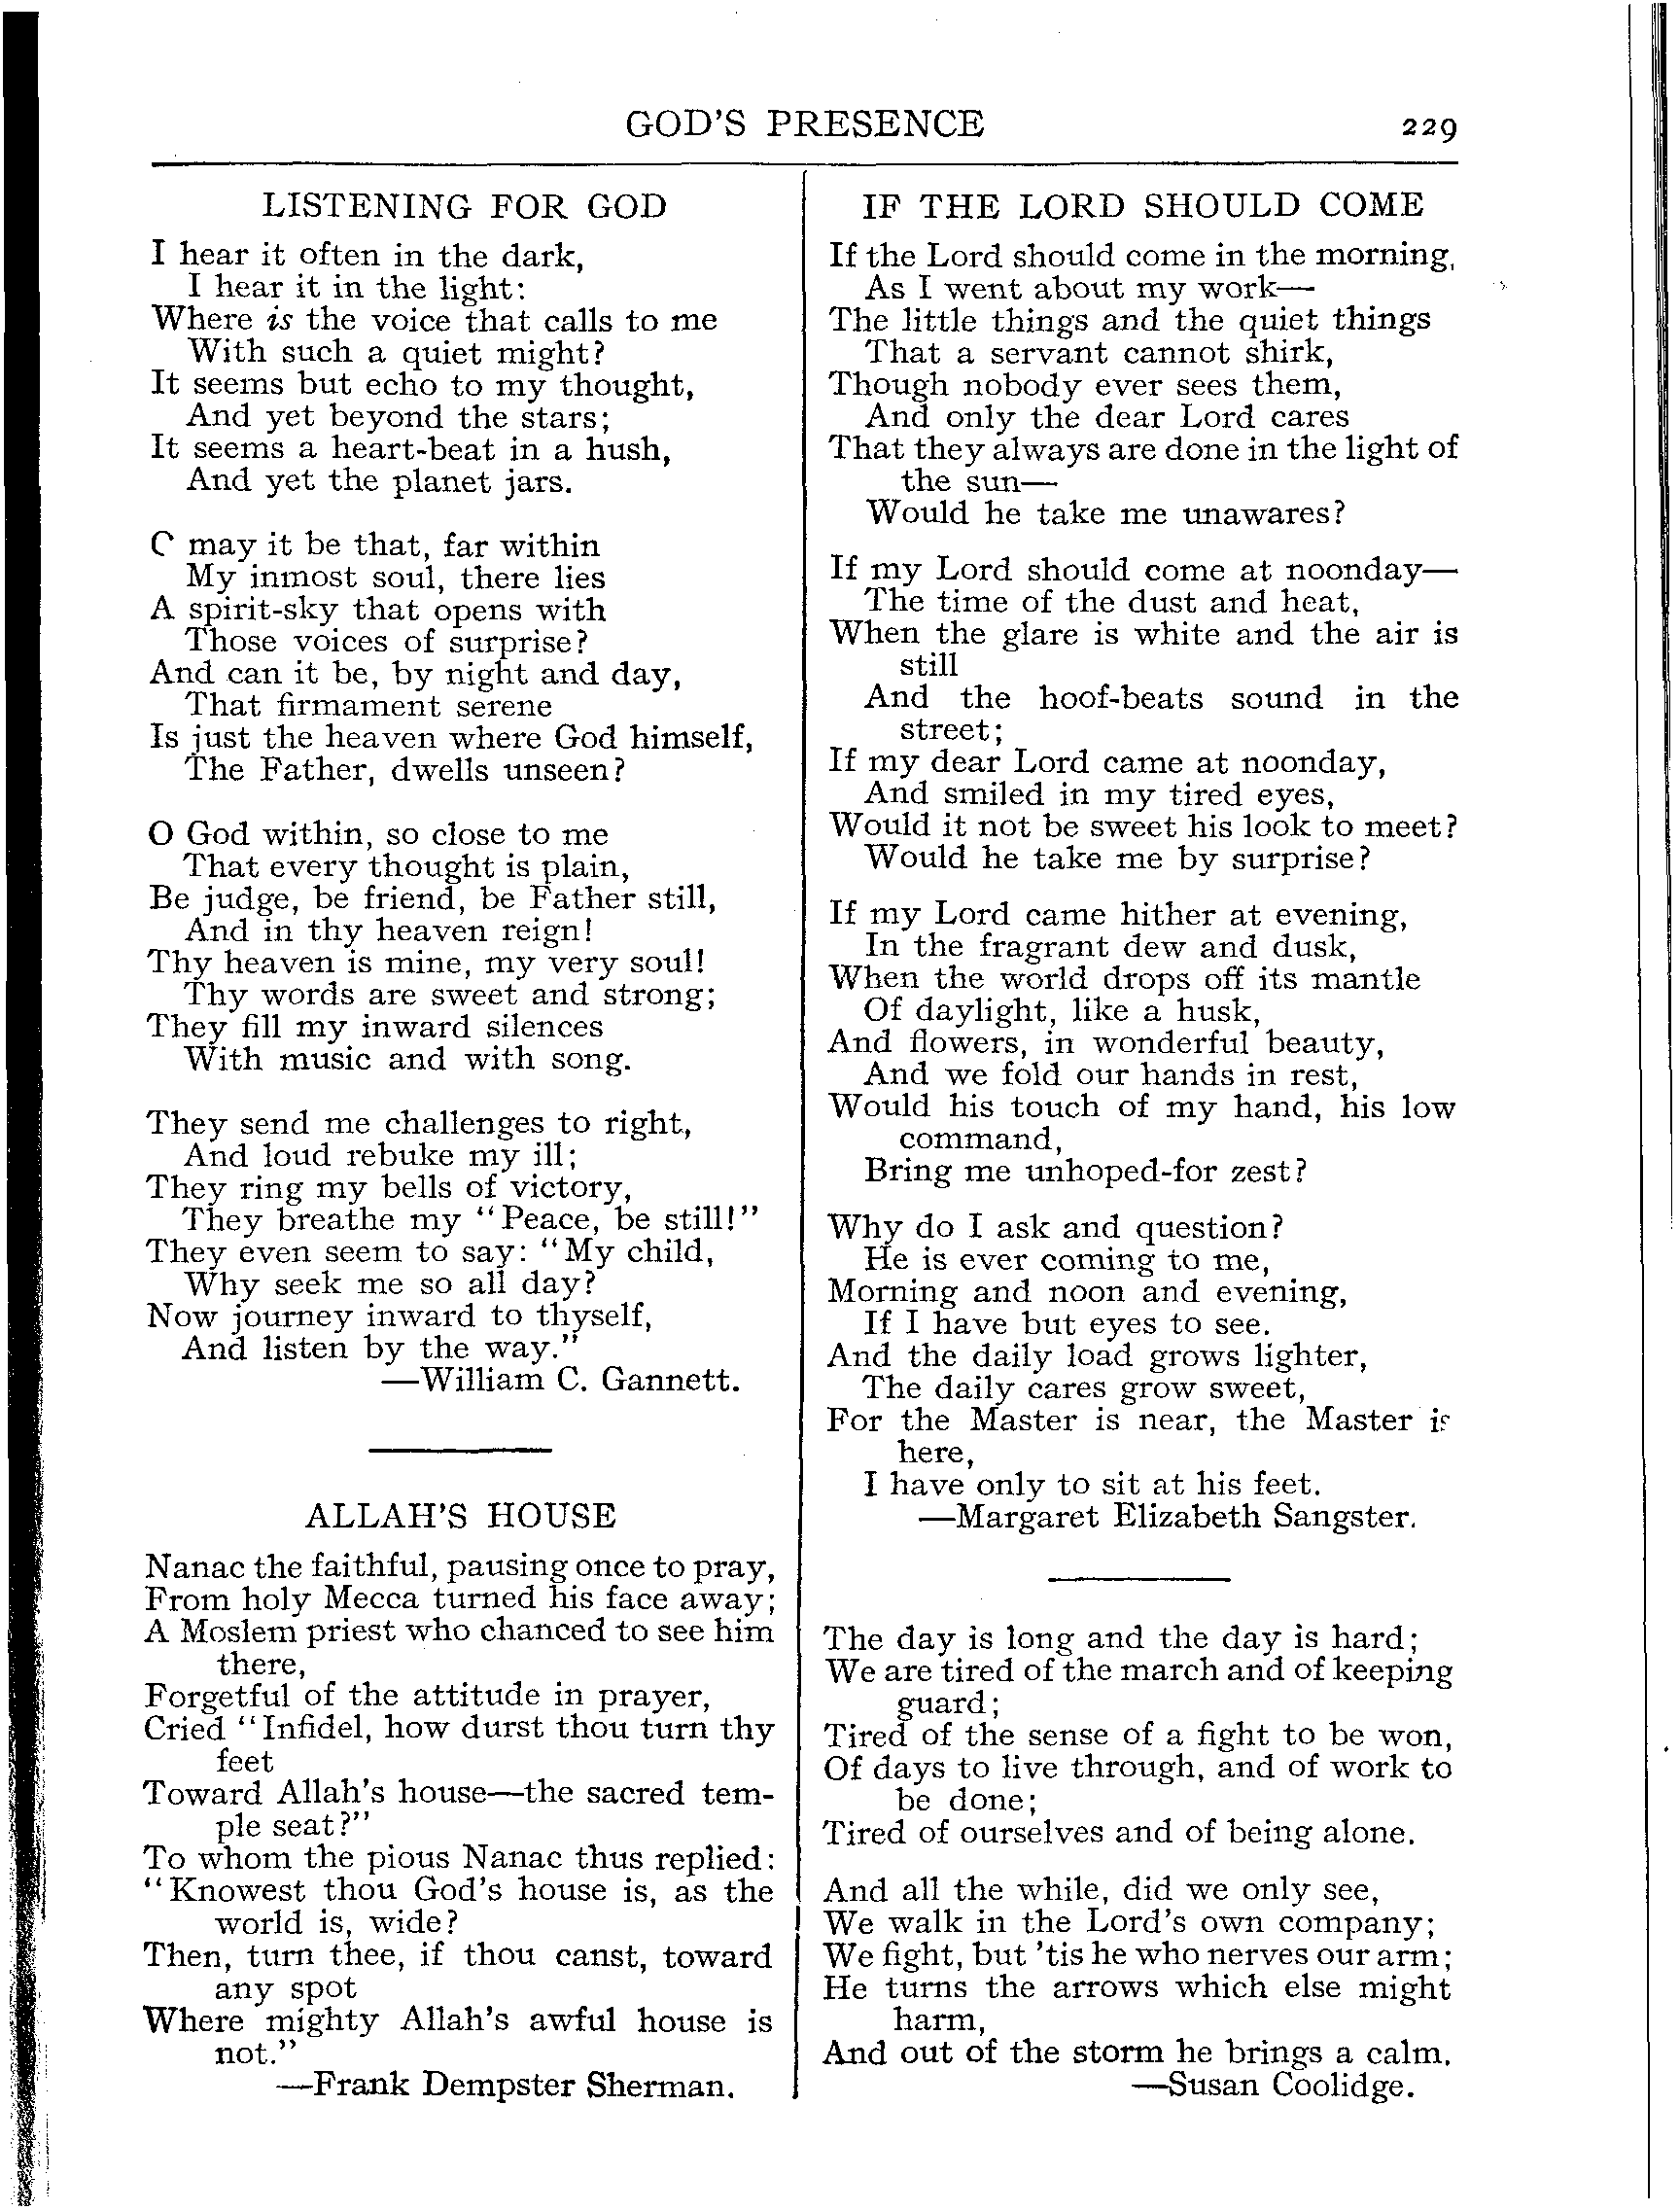 GOD'S PRESENCE 229
LISTENING FOR GOD
I hear it often in the dark,
I hear it in the light:
Where is the voice that calls to me
With such a quiet might?
It seems but echo to my thought,
And yet beyond the stars;
It seems a heart-beat in a hush,
And yet the planet jars.
O may it be that, far within
My inmost soul, there lies
A spirit-sky that opens with
Those voices of surprise?
And can it be, by night and day,
That firmament serene
Is just the heaven where God himself,
The Father, dwells unseen?
O God within, so close to me
That every thought is plain,
Be judge, be friend, be Father still,
And in thy heaven reign!
Thy heaven is mine, my very soul!
Thy words are sweet and strong;
They fill my inward silences
With music and with song.
They send me challenges to right,
And loud rebuke my ill;
They ring my bells of victory,
They breathe my "Peace, be still!"
They even seem to say: "My child,
Why seek me so all day?
Now journey inward to thyself,
And listen by the way."
—William C. Gannett.
ALLAH'S HOUSE
Nanac the faithful, pausing once to pray,
From holy Mecca turned his face away;
A Moslem priest who chanced to see him
there,
Forgetful of the attitude in prayer,
Cried "Infidel, how durst thou turn thy
feet
Toward Allah's house—the sacred tem-
ple seat?"
To whom the pious Nanac thus replied:
"Knowest thou God's house is, as the
world is, wide?
Then, turn thee, if thou canst, toward
any spot
Where mighty Allah's awful house is
not."
—Frank Dempster Sherman.
IF THE LORD SHOULD COME
If the Lord should come in the morning,
As I went about my work—
The little things and the quiet things
That a servant cannot shirk,
Though nobody ever sees them,
And only the dear Lord cares
That they always are done in the light of
the sun—
Would he take me unawares?
If my Lord should come at noonday—
The time of the dust and heat,
When the glare is white and the air is
still
And the hoof-beats sound in the
street;
If my dear Lord came at noonday,
And smiled in my tired eyes,
Would it not be sweet his look to meet?
Would he take me by surprise?
If my Lord came hither at evening,
In the fragrant dew and dusk,
When the world drops off its mantle
Of daylight, like a husk,
And flowers, in wonderful beauty,
And we fold our hands in rest,
Would his touch of my hand, his low
command,
Bring me unhoped-for zest?
Why do I ask and question?
He is ever coming to me,
Morning and noon and evening,
If I have but eyes to see.
And the daily load grows lighter,
The daily cares grow sweet,
For the Master is near, the Master is
here,
I have only to sit at his feet.
—Margaret Elizabeth Sangster.
The day is long and the day is hard;
We are tired of the march and of keeping
guard;
Tired of the sense of a fight to be won,
Of days to live through, and of work to
be done;
Tired of ourselves and of being alone.
And all the while, did we only see,
We walk in the Lord's own company;
We fight, but 'tis he who nerves our arm;
He turns the arrows which else might
harm,
And out of the storm he brings a calm.
—Susan Coolidge.